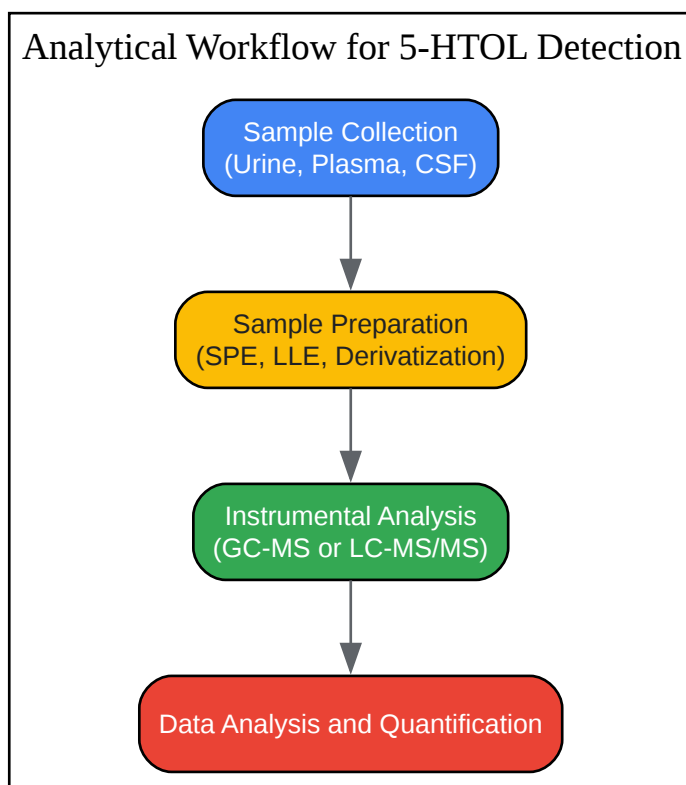 Analytical Workflow for 5-HTOL Detection
Sample Collection
(Urine, Plasma, CSF)
Sample Preparation
(SPE, LLE, Derivatization)
Instrumental Analysis
(GC-MS or LC-MS/MS)
Data Analysis and Quantification